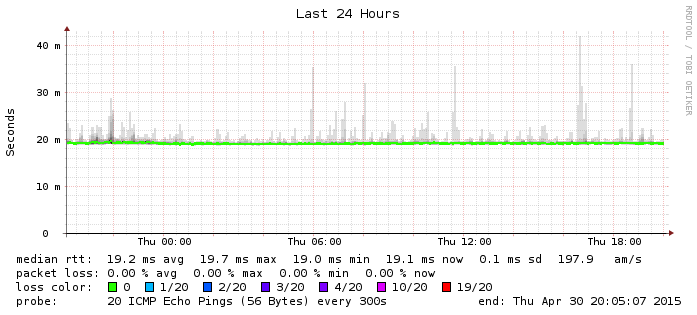 Last 24 Hours
RRDTOOL / TOBI OETIKER
Seconds
40 m
30 m
20 m
10 m
0
Thu 00:00 Thu 06:00 Thu 12:00 Thu 18:00
median rtt: 19.2 ms avg 19.7 ms max 19.0 ms min 19.1 ms now 0.1 ms sd 197.9 am/s
packet loss: 0.00 % avg 0.00 % max 0.00 % min 0.00 % now
loss color: 0 1/20 2/20 3/20 4/20 10/20 19/20
probe: 20 ICMP Echo Pings (56 Bytes) every 300s end: Thu Apr 30 20:05:07 2015